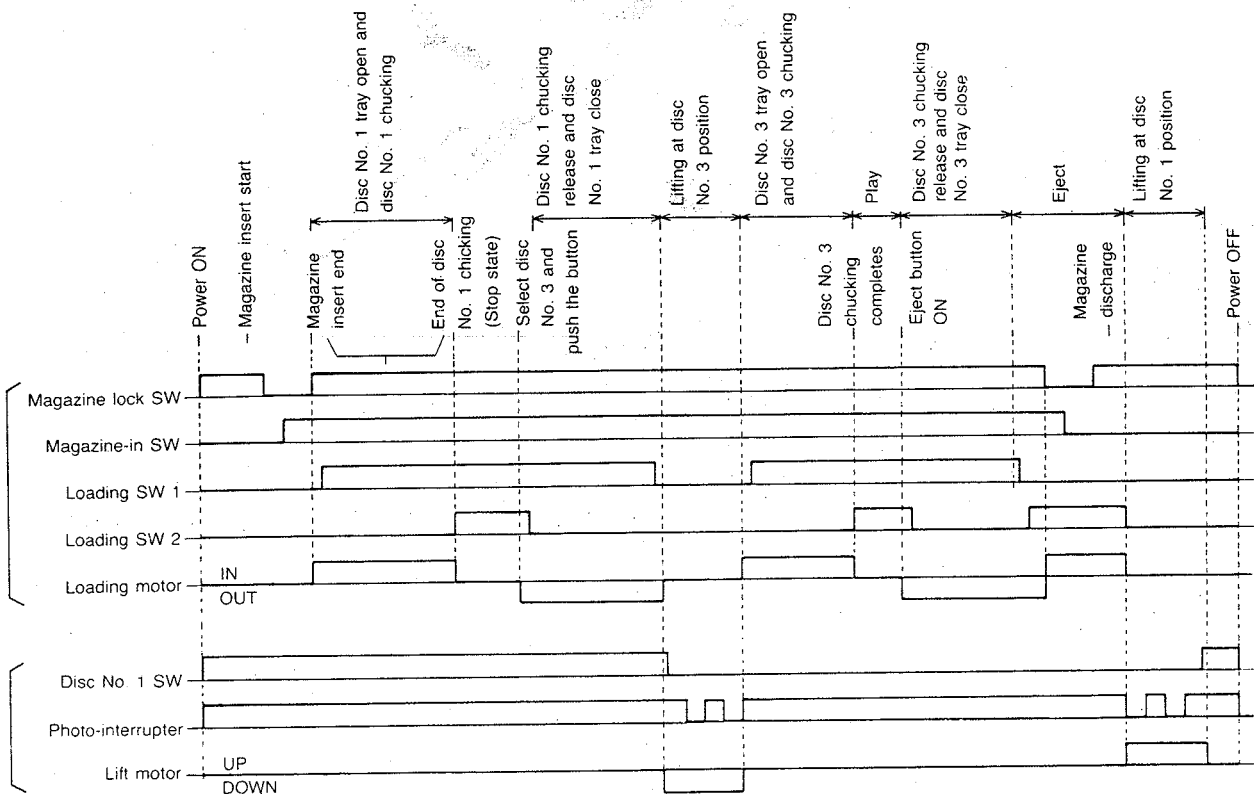 Power ON
Magazine insert start
Magazine
insert end
Disc No. 1 tray open and
disc No. 1 chucking
End of disc
No. 1 chicking
(Stop state)
Select disc
No. 3 and
push the button
Disc No. 1 chucking
release and disc
No. 1 tray close
Lifting at disc
No. 3 position
Disc No. 3 tray open
and disc No. 3 chucking
Disc No. 3
chucking
completes
Play
Eject button
ON
Disc No. 3 chucking
release and disc
No. 3 tray close
Eject
Magazine
discharge
Lifting at disc
No. 1 position
Power OFF
Magazine lock SW
Magazine-in SW
Loading SW 1
Loading SW 2
Loading motor
IN
OUT
Disc No. 1 SW
Photo-interrupter
Lift motor
UP
DOWN